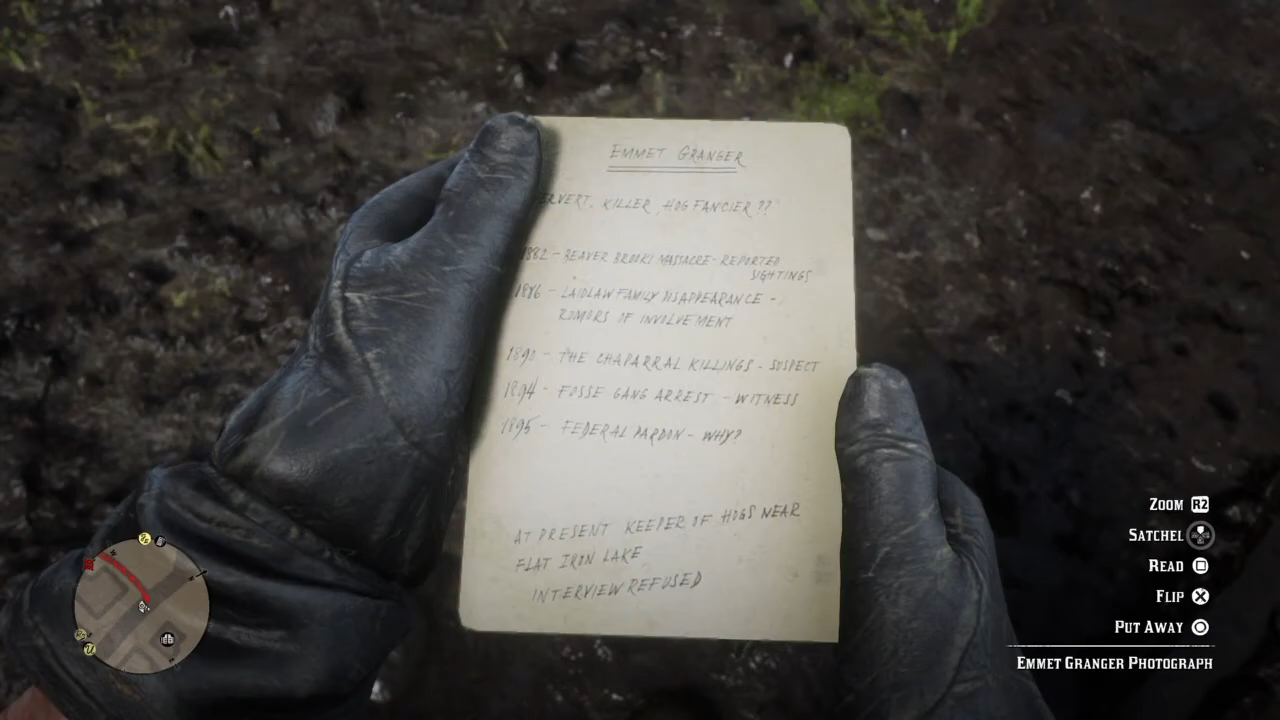 EMMET GRANGER
ERVERT, KILLER, HOG FANCIER??
1882 - BEAVER BROOK! MASSACRE - REPORTED
SIGHTINGS
1886 - LAIDLAW FAMILY DISAPPEARANCE -
RUMORS OF INVOLVEMENT
1890 - THE CHAPARRAL KILLINGS - SUSPECT
1894 - FOSSE GANG ARREST - WITNESS
1895 - FEDERAL PARDON - WHY?
AT PRESENT KEEPER OF HOGS NEAR
FLAT IRON LAKE
INTERVIEW REFUSED
ZOOM R2
SATCHEL
READ
FLIP
PUT AWAY
EMMET GRANGER PHOTOGRAPH